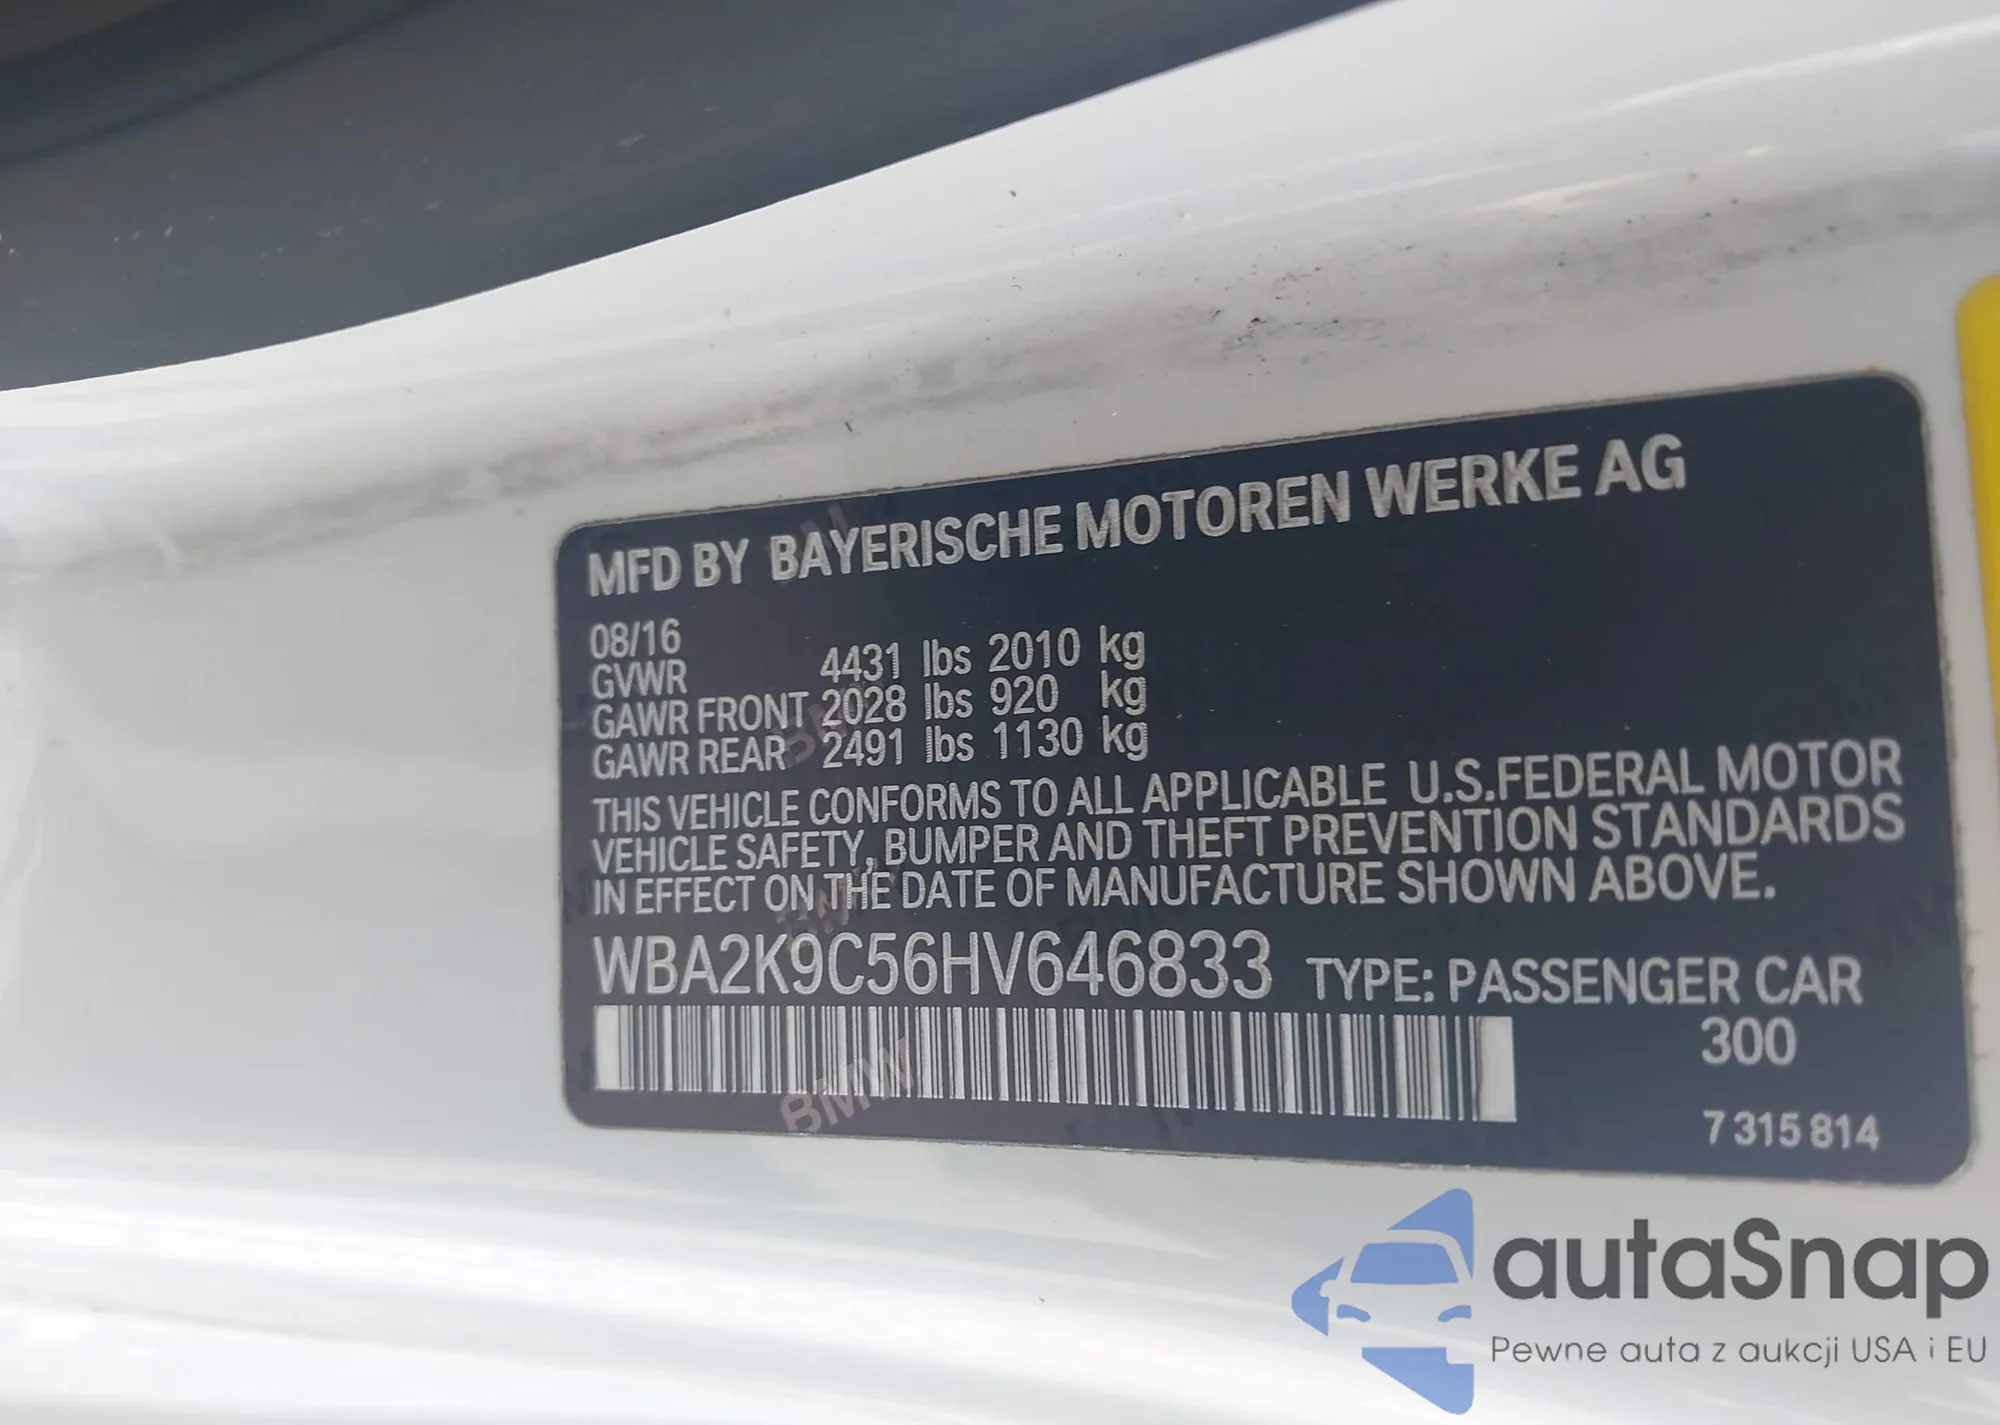 MFD BY BAYERISCHE MOTOREN WERKE AG
08/16
GVWR 4431 lbs 2010 kg
GAWR FRONT 2028 lbs 920 kg
GAWR REAR 2491 lbs 1130 kg
THIS VEHICLE CONFORMS TO ALL APPLICABLE U.S.FEDERAL MOTOR
VEHICLE SAFETY, BUMPER AND THEFT PREVENTION STANDARDS
IN EFFECT ON THE DATE OF MANUFACTURE SHOWN ABOVE.
WBA2K9C56HV646833 TYPE: PASSENGER CAR
300
BMW
7 315 814
autaSnap
Pewne auta z aukcji USA i EU